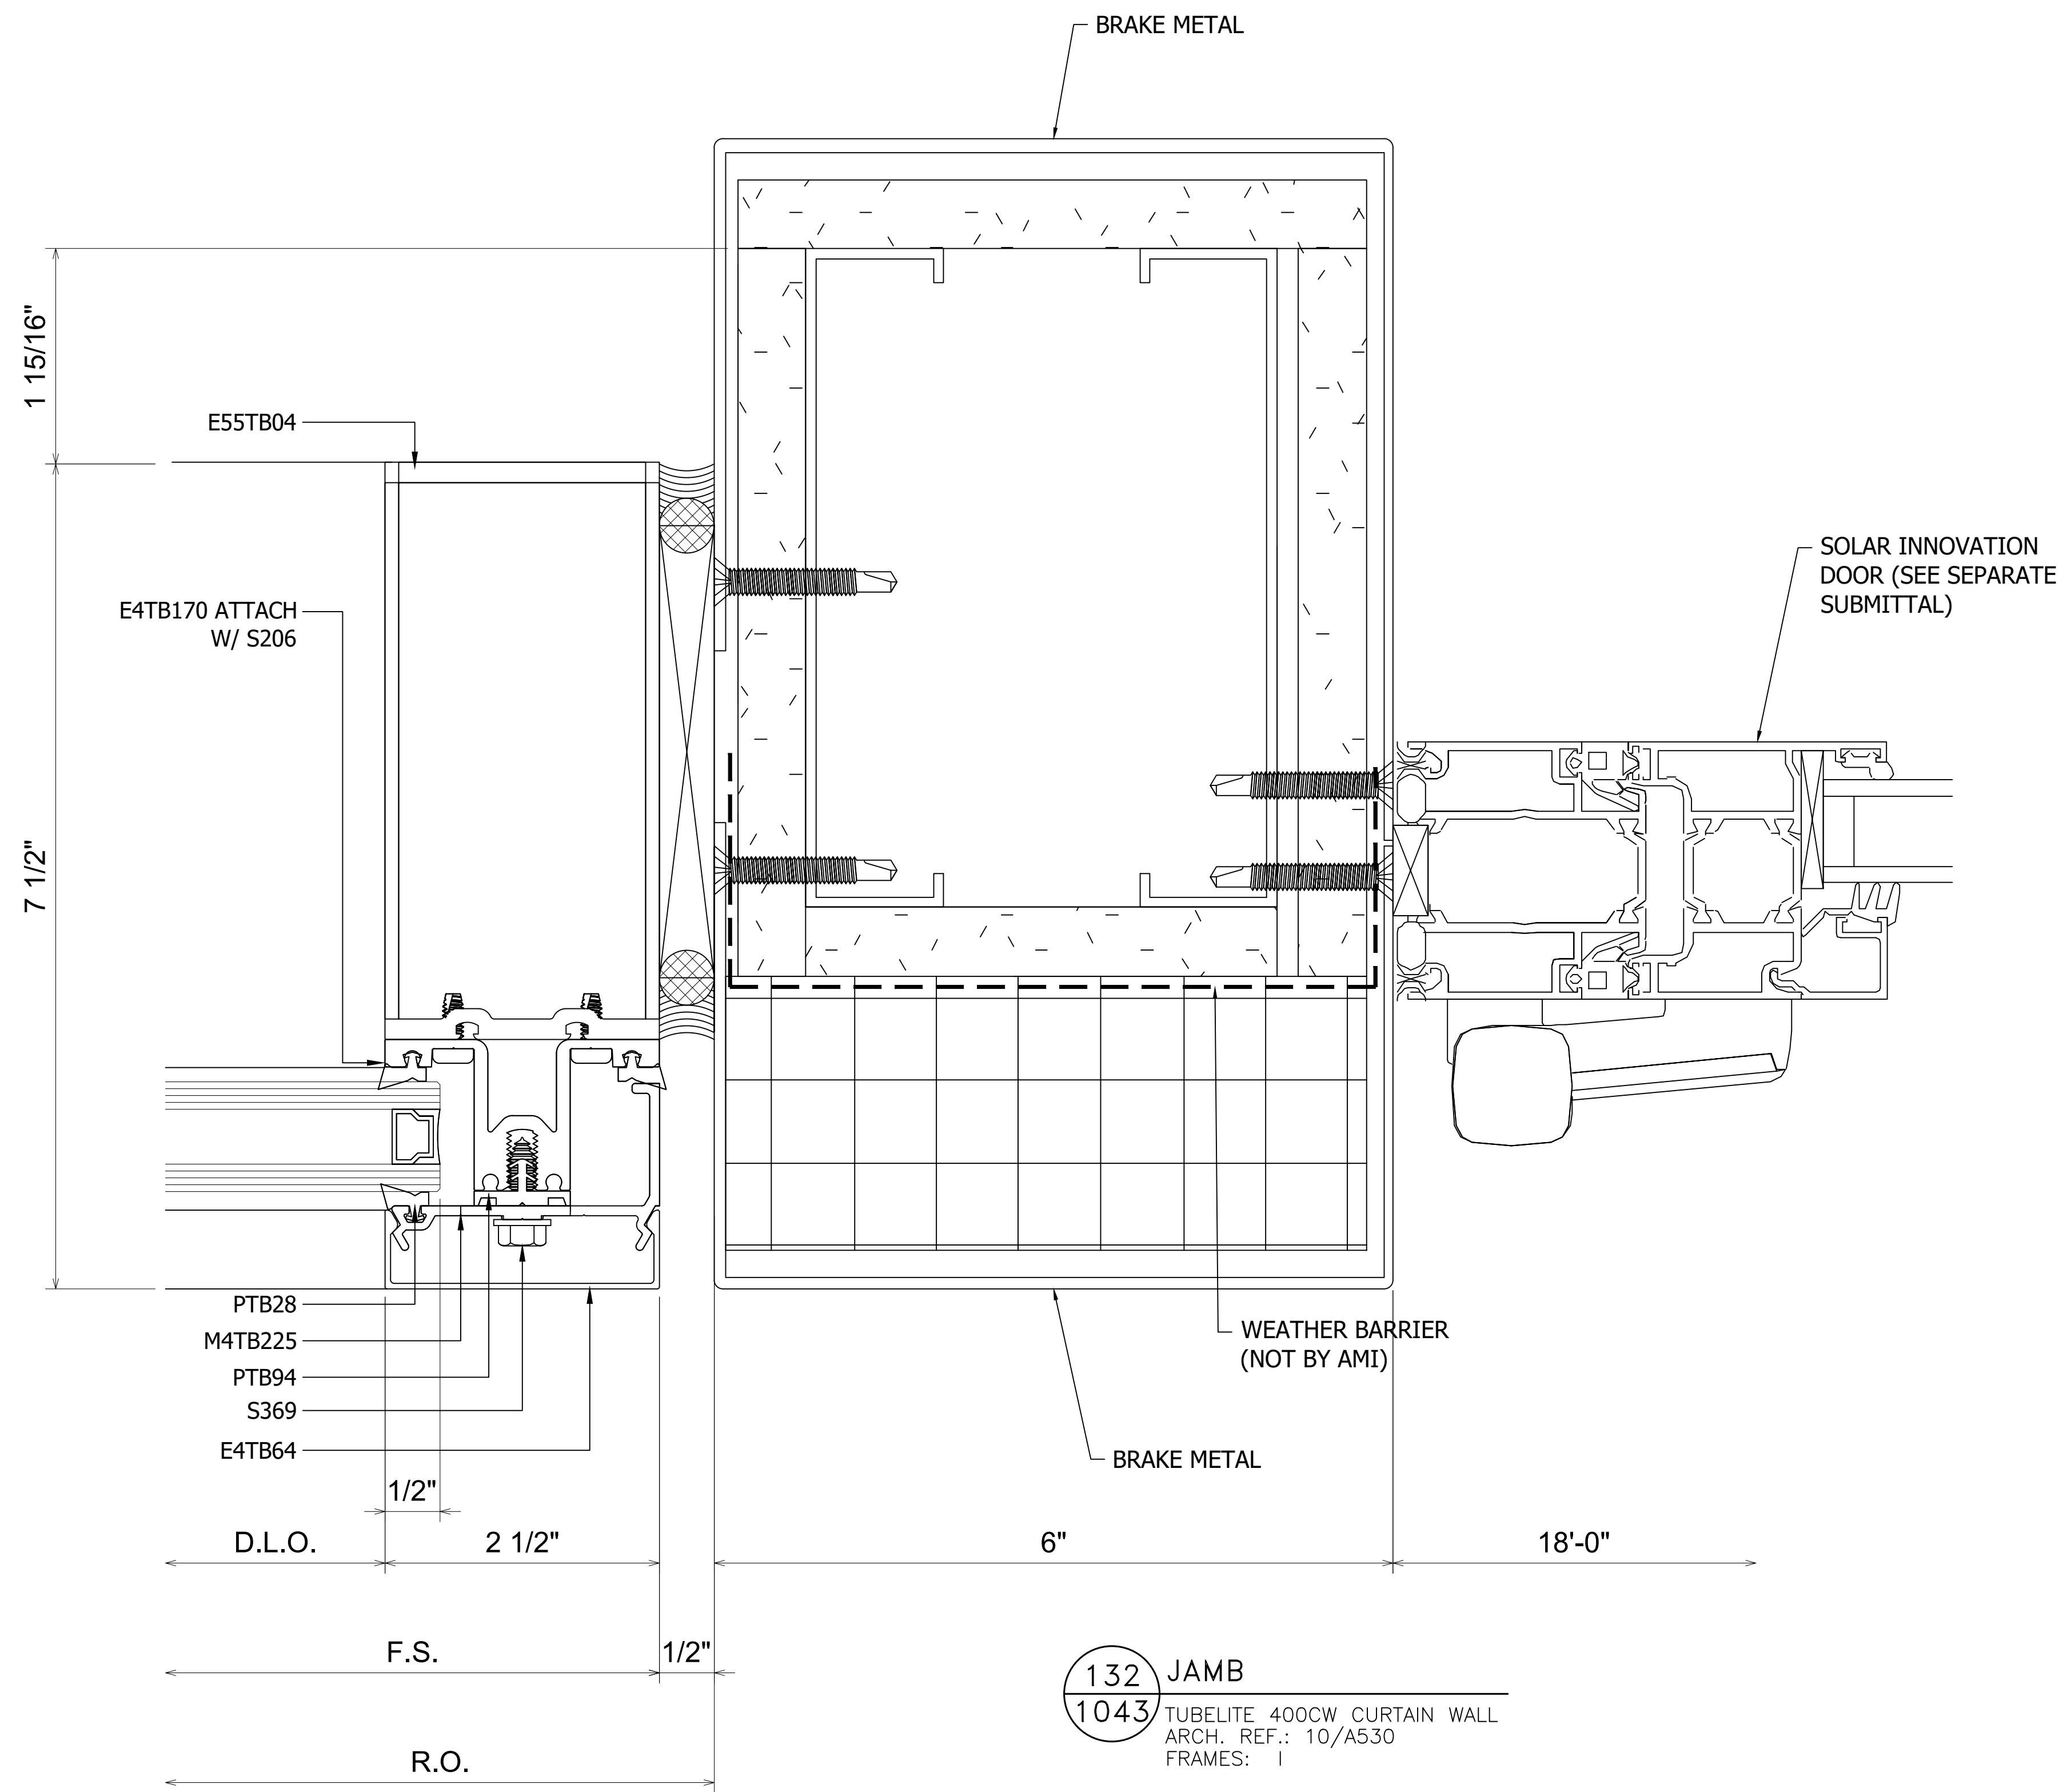 BRAKE METAL
1 15/16"
E55TB04
SOLAR INNOVATION
DOOR (SEE SEPARATE
SUBMITTAL)
E4TB170 ATTACH
W/ S206
7 1/2"
PTB28
M4TB225
PTB94
S369
E4TB64
WEATHER BARRIER
(NOT BY AMI)
BRAKE METAL
1/2"
D.L.O.
2 1/2"
6"
18'-0"
F.S.
1/2"
R.O.
132
1043
JAMB
TUBELITE 400CW CURTAIN WALL
ARCH. REF.: 10/A530
FRAMES: I